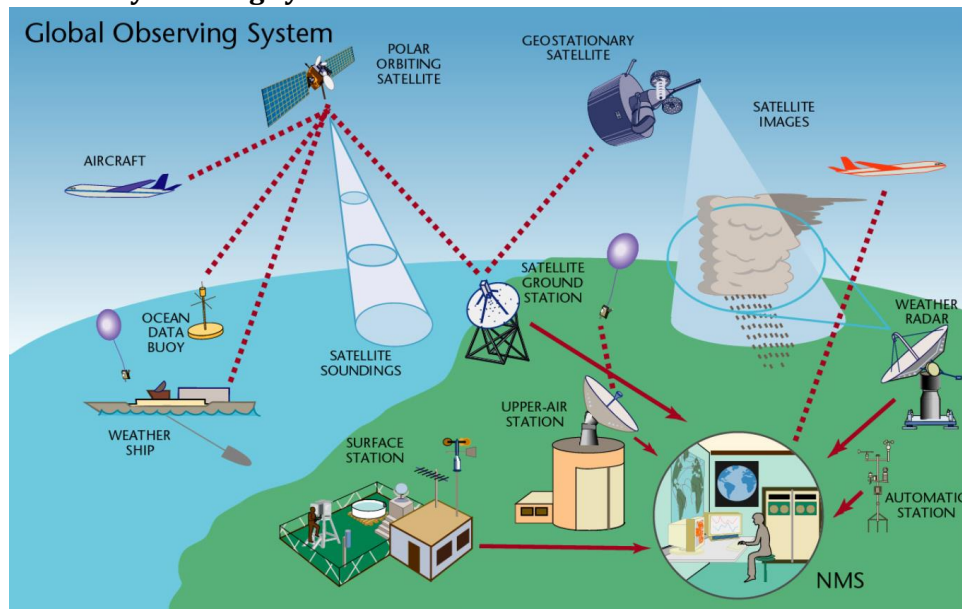 Global Observing System
POLAR
ORBITING
SATELLITE
GEOSTATIONARY
SATELLITE
SATELLITE
IMAGES
AIRCRAFT
SATELLITE
GROUND
STATION
OCEAN
DATA
BUOY
WEATHER
RADAR
SATELLITE
SOUNDINGS
UPPER-AIR
STATION
WEATHER
SHIP
SURFACE
STATION
AUTOMATIC
STATION
NMS